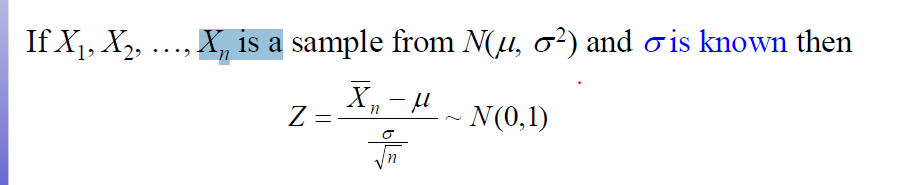 If X₁, X₂, …, Xₙ is a sample from N(μ, σ²) and σ is known then
Z = (X̄ₙ − μ) / (σ / √n) ~ N(0,1)